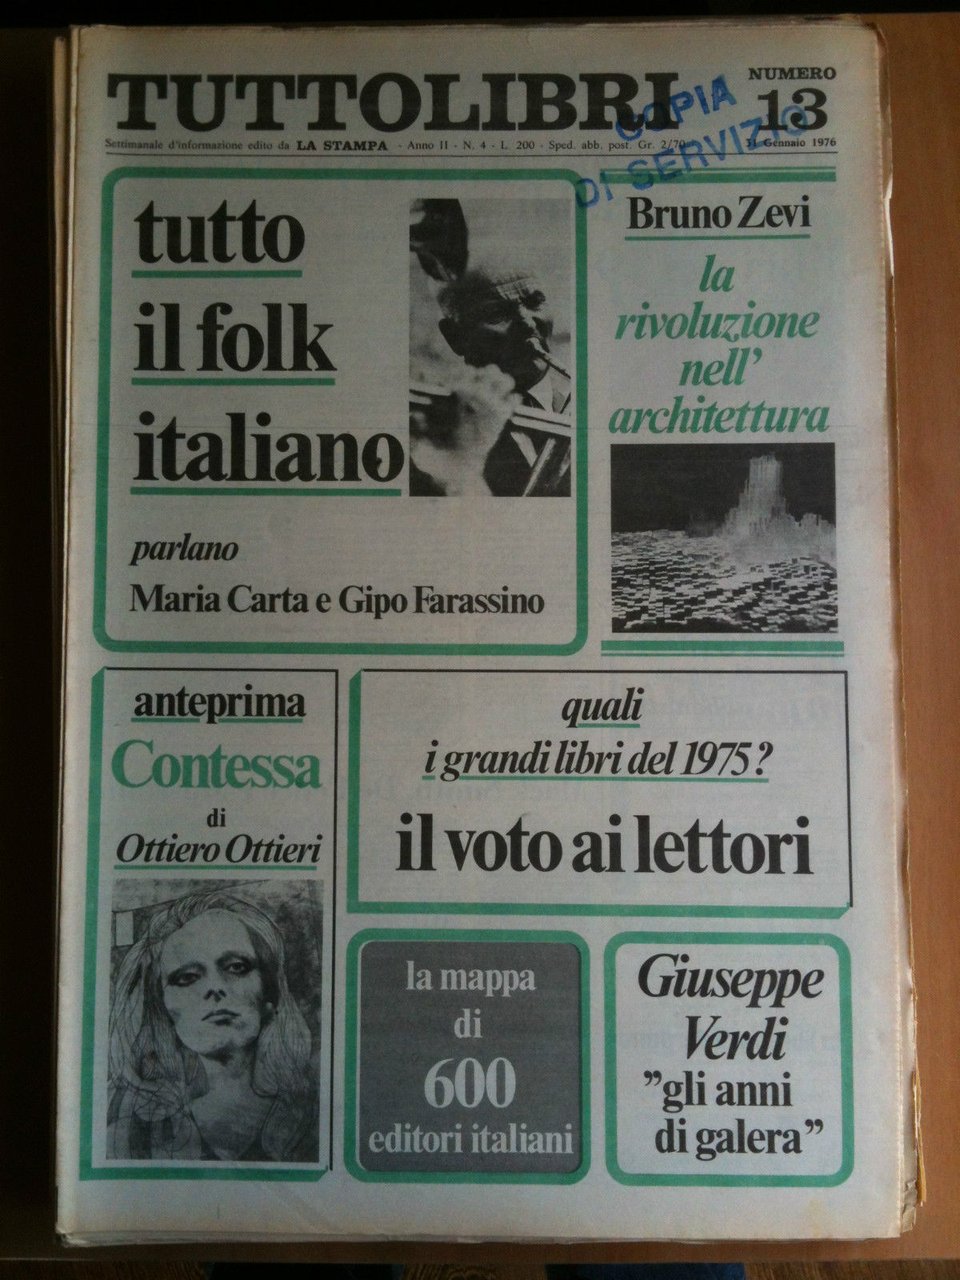 TUTTOLIBRI
NUMERO
13
COPIA
DI SERVIZIO
Settimanale d'informazione edito da LA STAMPA - Anno II - N. 4 - L. 200 - Sped. abb. post. Gr. 2/70 - 31 Gennaio 1976
tutto
il folk
italiano
parlano
Maria Carta e Gipo Farassino
Bruno Zevi
la
rivoluzione
nell'
architettura
anteprima
Contessa
di
Ottiero Ottieri
quali
i grandi libri del 1975?
il voto ai lettori
la mappa
di
600
editori italiani
Giuseppe
Verdi
"gli anni
di galera"